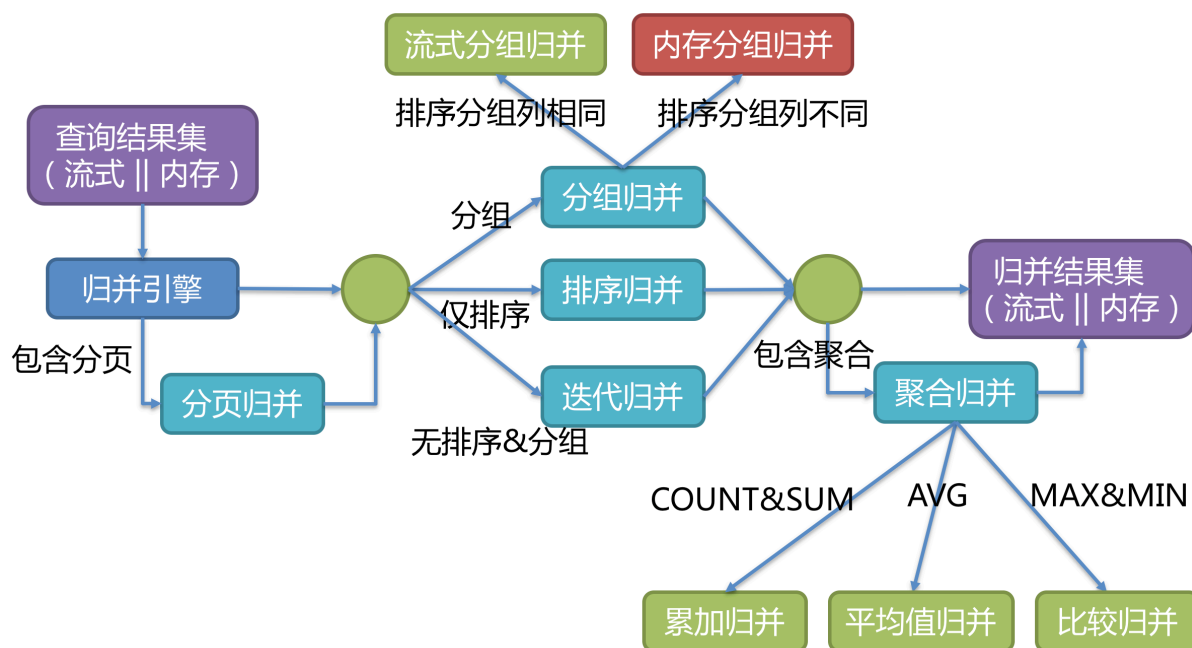 流式分组归并
内存分组归并
排序分组列相同
排序分组列不同
查询结果集
（流式 || 内存）
分组归并
分组
归并引擎
排序归并
仅排序
归并结果集
（流式 || 内存）
包含分页
包含聚合
分页归并
迭代归并
聚合归并
无排序&分组
COUNT&SUM
AVG
MAX&MIN
累加归并
平均值归并
比较归并